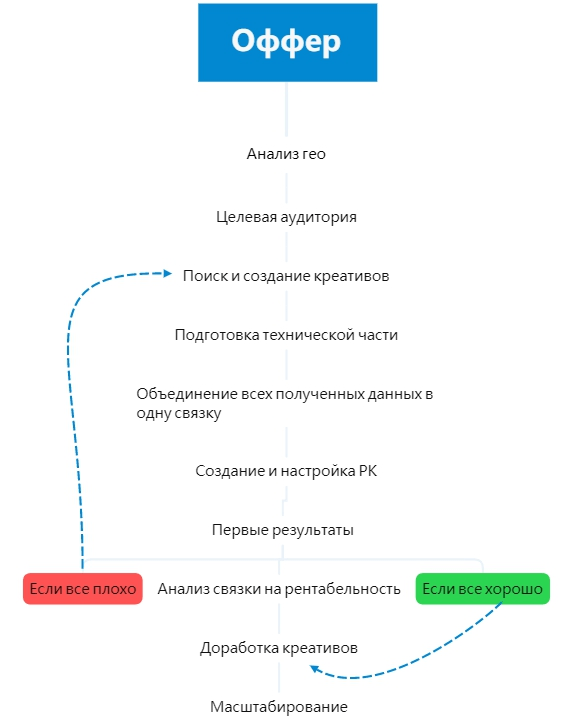 Оффер
Анализ гео
Целевая аудитория
Поиск и создание креативов
Подготовка технической части
Объединение всех полученных данных в
одну связку
Создание и настройка РК
Первые результаты
Если все плохо
Анализ связки на рентабельность
Если все хорошо
Доработка креативов
Масштабирование